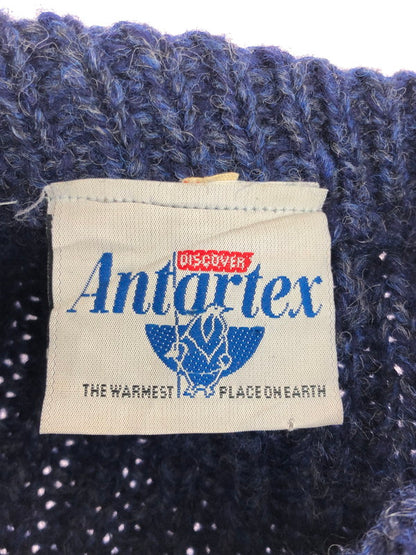 DISCOVER
Antartex
THE WARMEST PLACE ON EARTH